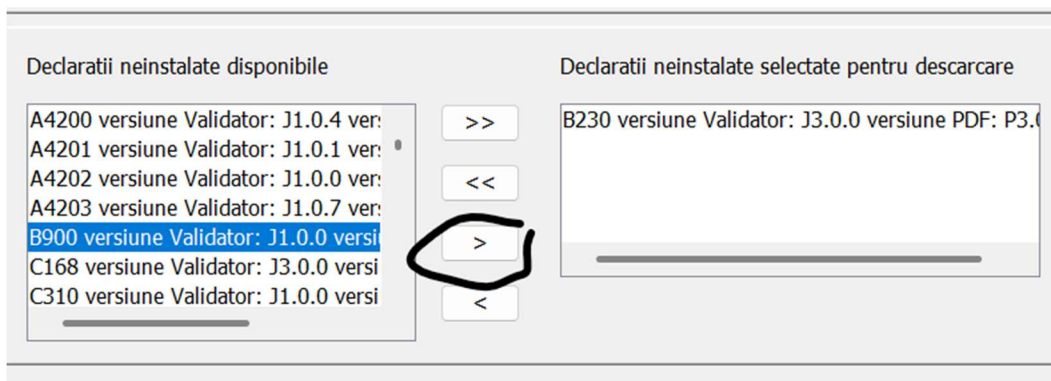 Declaratii neinstalate disponibile
A4200 versiune Validator: J1.0.4
A4201 versiune Validator: J1.0.1
A4202 versiune Validator: J1.0.0
A4203 versiune Validator: J1.0.7
B900 versiune Validator: J1.0.0
C168 versiune Validator: J3.0.0
C310 versiune Validator: J1.0.0
>>
<<
>
<
Declaratii neinstalate selectate pentru descarcare
B230 versiune Validator: J3.0.0 versiune PDF: